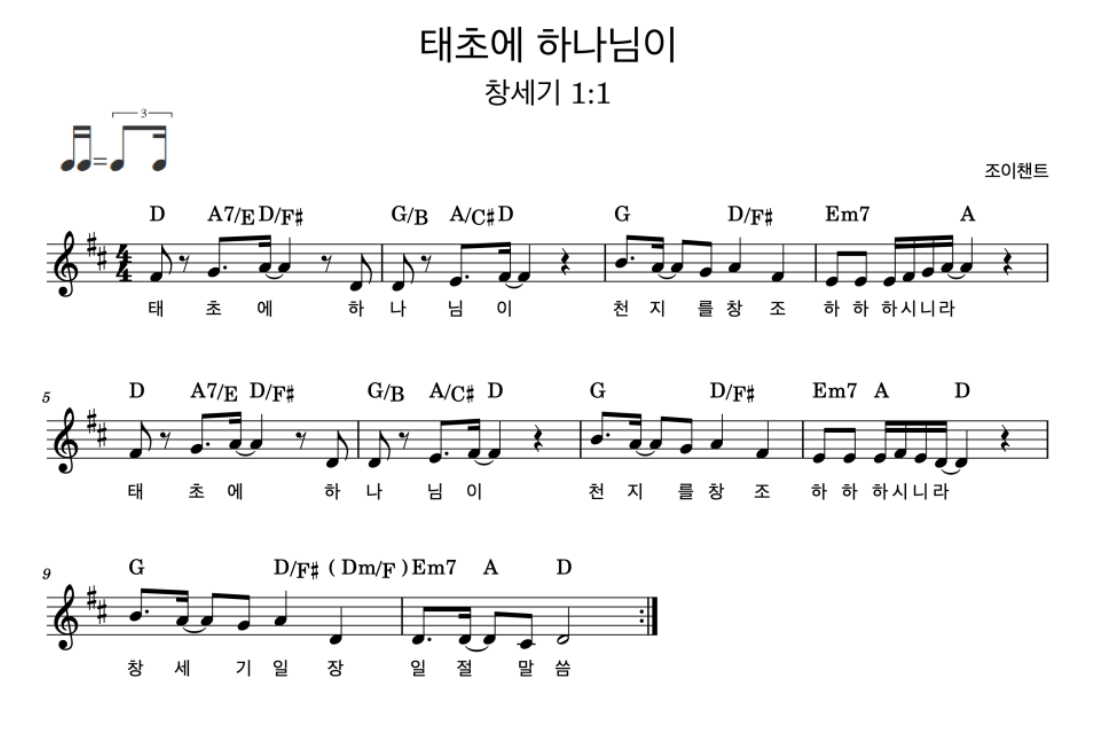 태초에 하나님이
창세기 1:1
3
조이챈트
D A7/E D/F# G/B A/C# D G D/F# Em7 A
4
4
태 초 에 하 나 님 이 천 지 를 창 조 하 하 하 시 니 라
5
D A7/E D/F# G/B A/C# D G D/F# Em7 A D
태 초 에 하 나 님 이 천 지 를 창 조 하 하 하 시 니 라
9
G D/F# ( Dm/F ) Em7 A D
창 세 기 일 장 일 절 말 씀